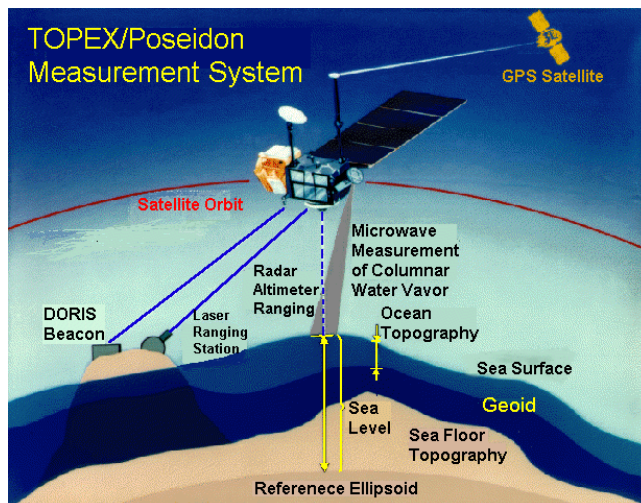 TOPEX/Poseidon
Measurement System
GPS Satellite
Satellite Orbit
Microwave
Measurement
of Columnar
Water Vavor
Radar
Altimeter
Ranging
DORIS
Beacon
Laser
Ranging
Station
Ocean
Topography
Sea Surface
Geoid
Sea
Level
Sea Floor
Topography
Referenece Ellipsoid